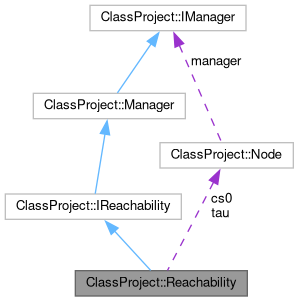 ClassProject::IManager
manager
ClassProject::Manager
ClassProject::Node
ClassProject::IReachability
cs0
tau
ClassProject::Reachability